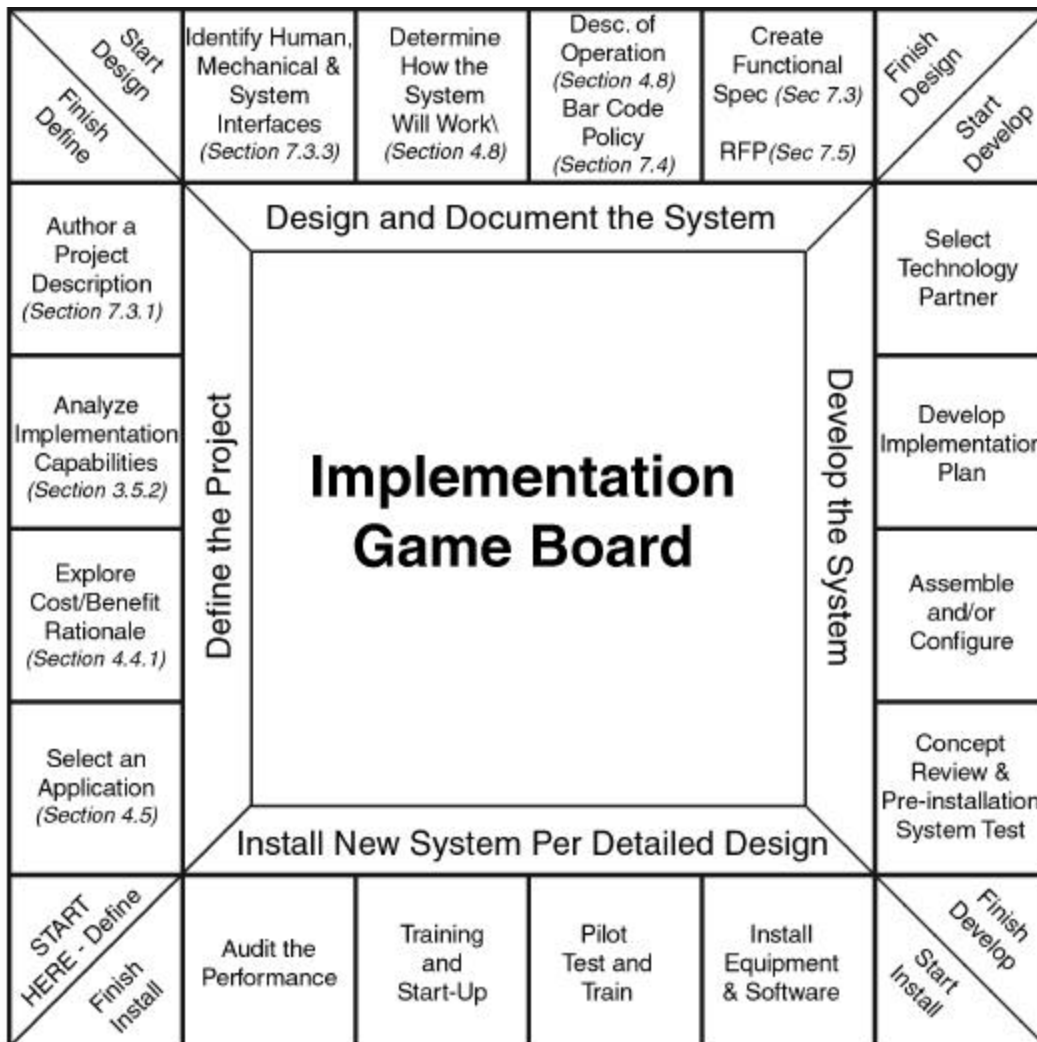 Start
Design
Finish
Define
Identify Human,
Mechanical &
System
Interfaces
(Section 7.3.3)
Determine
How the
System
Will Work\
(Section 4.8)
Desc. of
Operation
(Section 4.8)
Bar Code
Policy
(Section 7.4)
Create
Functional
Spec (Sec 7.3)
RFP(Sec 7.5)
Finish
Design
Start
Develop
Author a
Project
Description
(Section 7.3.1)
Design and Document the System
Select
Technology
Partner
Analyze
Implementation
Capabilities
(Section 3.5.2)
Define the Project
Implementation
Game Board
Develop the System
Develop
Implementation
Plan
Explore
Cost/Benefit
Rationale
(Section 4.4.1)
Assemble
and/or
Configure
Select an
Application
(Section 4.5)
Concept
Review &
Pre-installation
System Test
Install New System Per Detailed Design
START
HERE - Define
Finish
Install
Audit the
Performance
Training
and
Start-Up
Pilot
Test and
Train
Install
Equipment
& Software
Finish
Develop
Start
Install